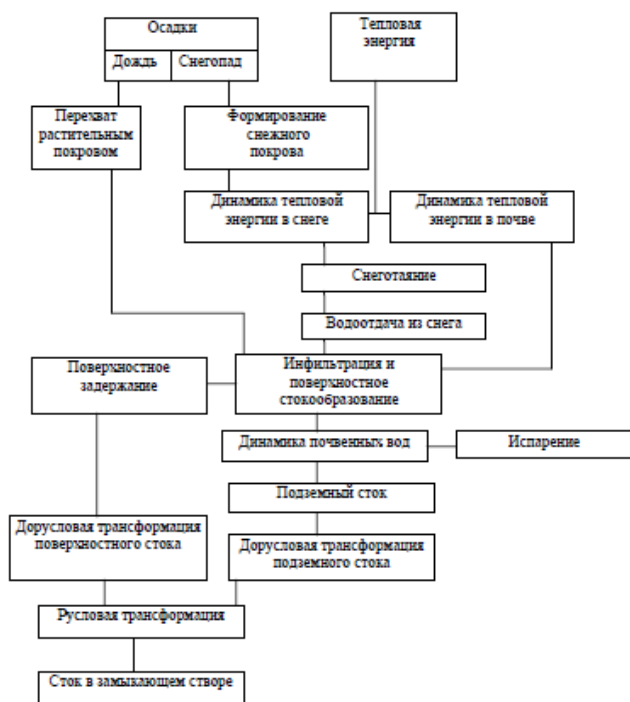 Осадки
Тепловая
энергия
Дождь
Снегопад
Перехват
растительным
покровом
Формирование
снежного
покрова
Динамика тепловой
энергии в снеге
Динамика тепловой
энергии в почве
Снеготаяние
Водоотдача из снега
Поверхностное
задержание
Инфильтрация и
поверхностное
стокообразование
Динамика почвенных вод
Испарение
Подземный сток
Дорусловая трансформация
поверхностного стока
Дорусловая трансформация
подземного стока
Русловая трансформация
Сток в замыкающем створе